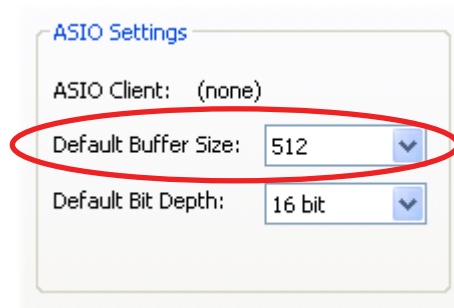 ASIO Settings
ASIO Client: (none)
Default Buffer Size: 512
Default Bit Depth: 16 bit